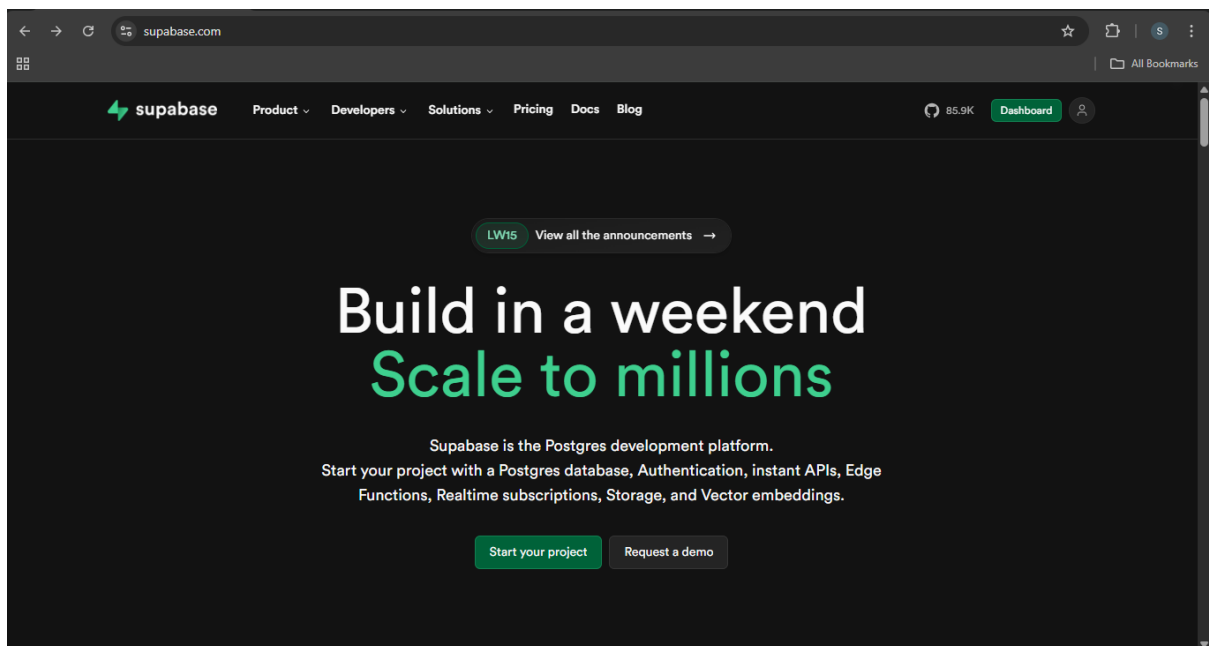 supabase.com
S
All Bookmarks
supabase Product Developers Solutions Pricing Docs Blog 85.9K Dashboard
LW15 View all the announcements →
Build in a weekend
Scale to millions
Supabase is the Postgres development platform.
Start your project with a Postgres database, Authentication, instant APIs, Edge
Functions, Realtime subscriptions, Storage, and Vector embeddings.
Start your project Request a demo